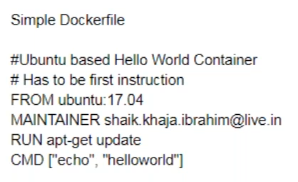 Simple Dockerfile
#Ubuntu based Hello World Container
# Has to be first instruction
FROM ubuntu:17.04
MAINTAINER shaik.khaja.ibrahim@live.in
RUN apt-get update
CMD ["echo", "helloworld"]